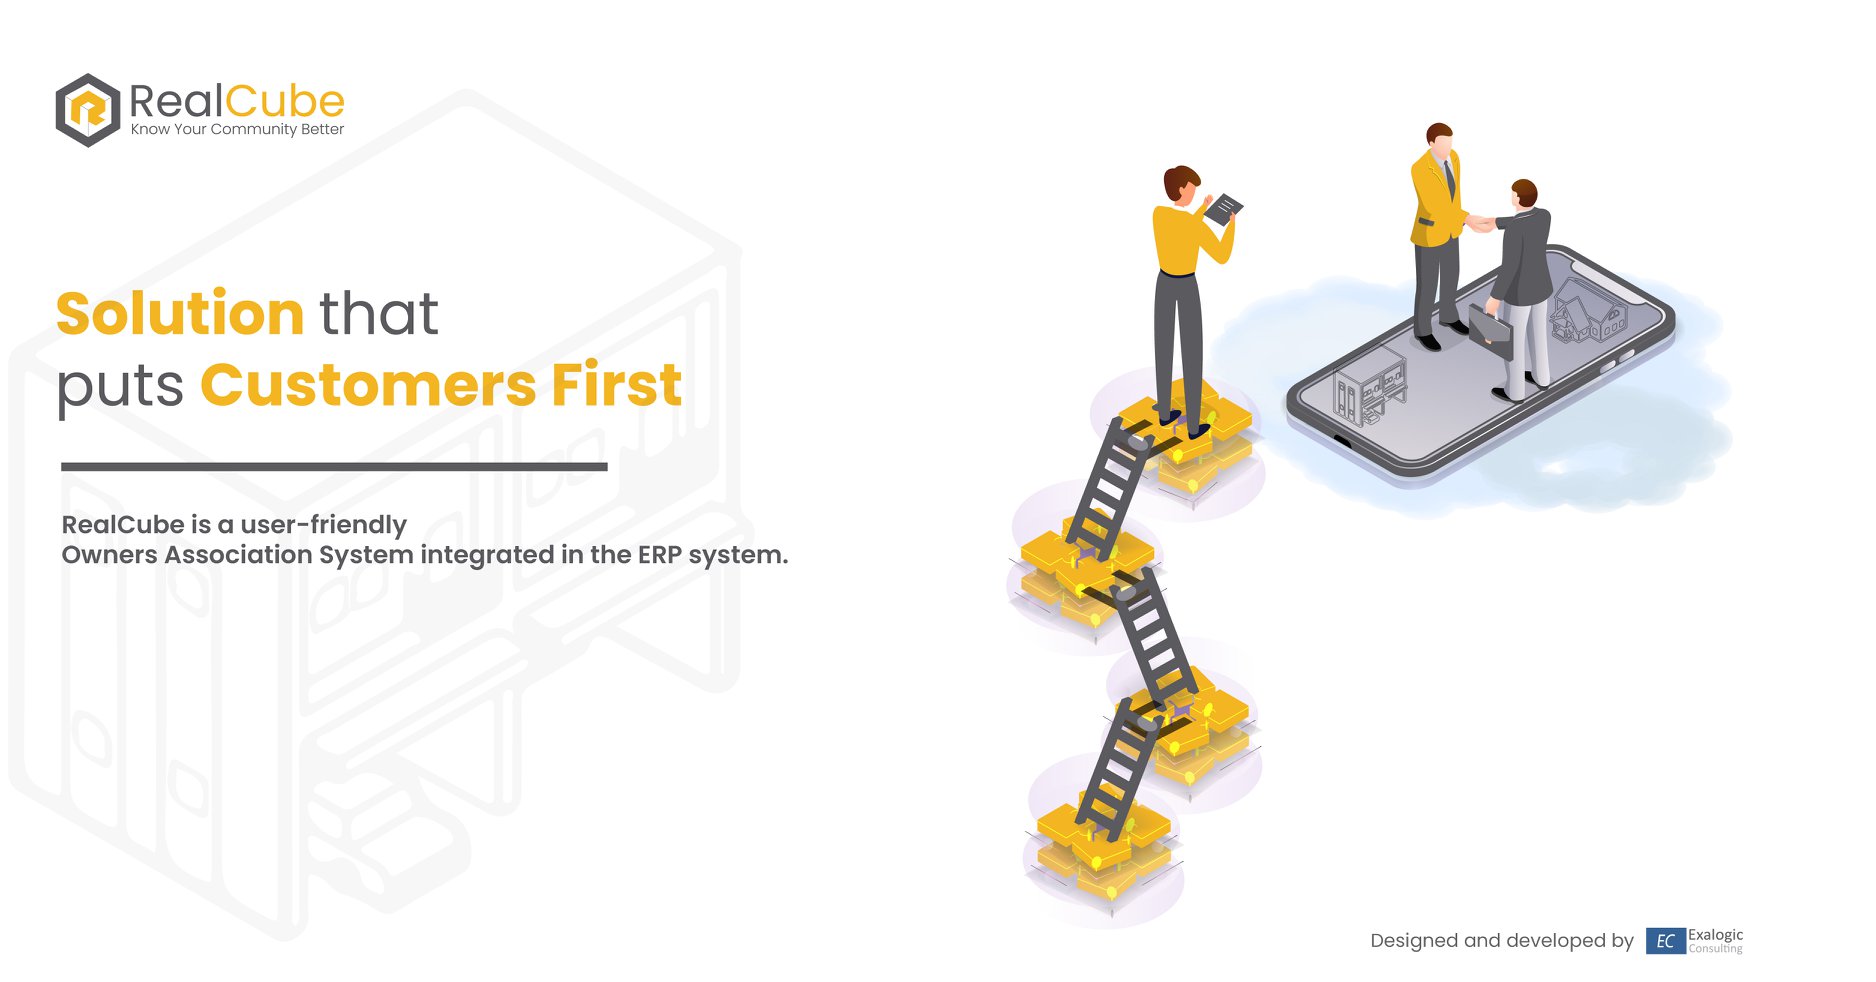 RealCube
Know Your Community Better
Solution that
puts Customers First
RealCube is a user-friendly
Owners Association System integrated in the ERP system.
Designed and developed by EC Exalogic
Consulting